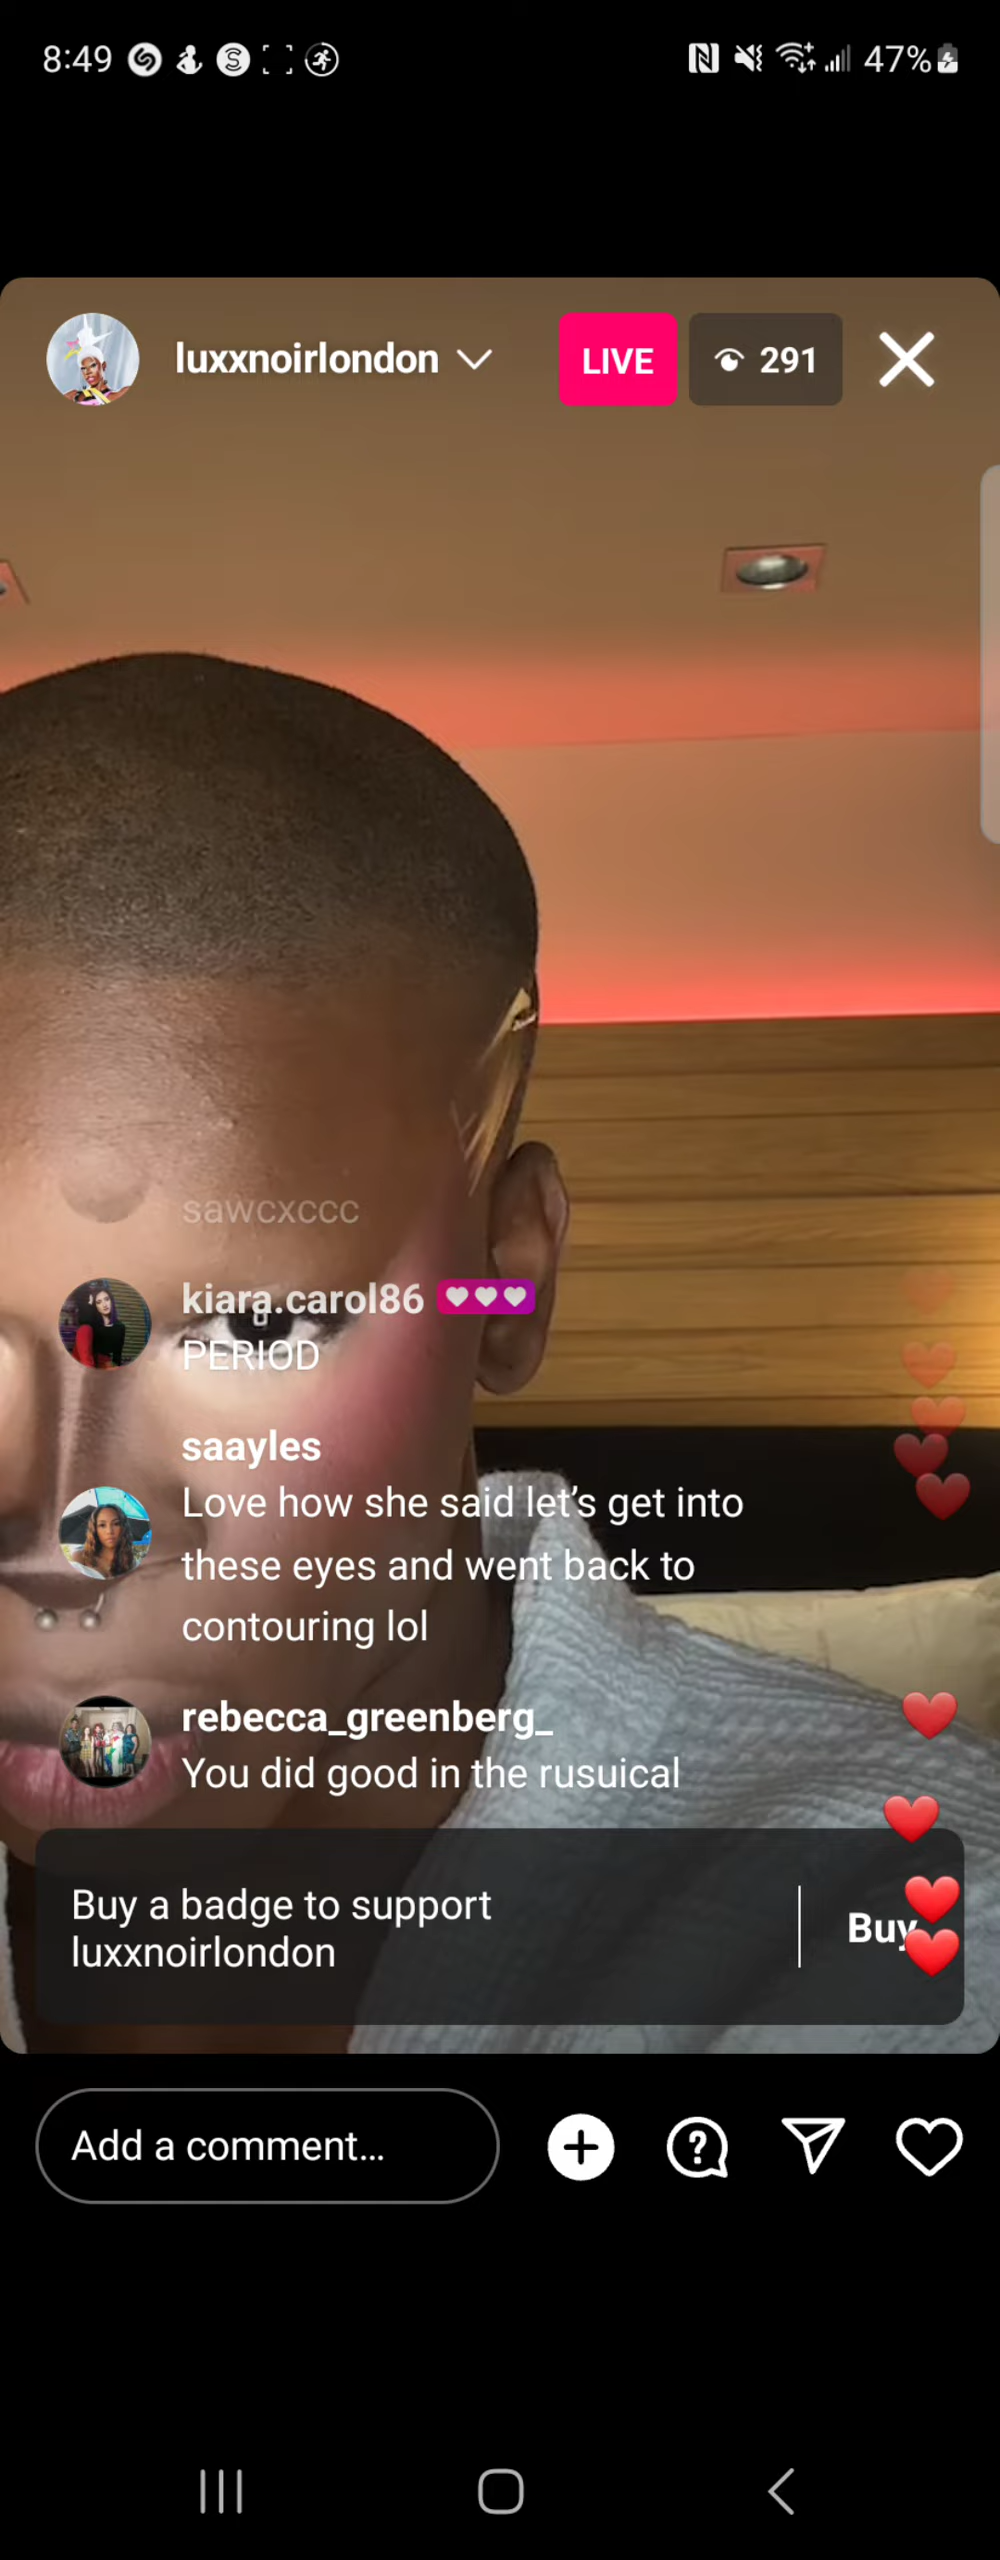 8:49
47%
luxxnoirlondon
LIVE
291
sawcxccc
kiara.carol86
PERIOD
saayles
Love how she said let's get into
these eyes and went back to
contouring lol
rebecca_greenberg_
You did good in the rusuical
Buy a badge to support
luxxnoirlondon
Buy
Add a comment...